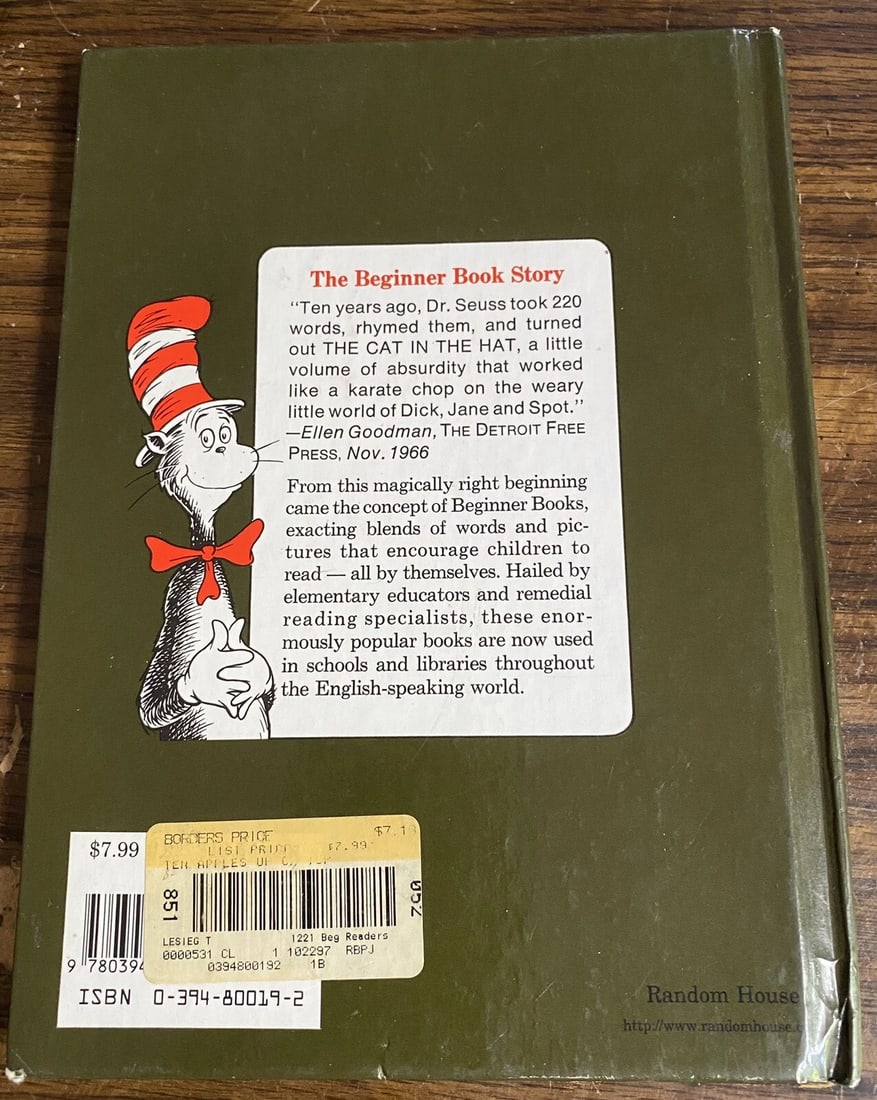 The Beginner Book Story
“Ten years ago, Dr. Seuss took 220
words, rhymed them, and turned
out THE CAT IN THE HAT, a little
volume of absurdity that worked
like a karate chop on the weary
little world of Dick, Jane and Spot.”
—Ellen Goodman, THE DETROIT FREE
PRESS, Nov. 1966
From this magically right beginning
came the concept of Beginner Books,
exacting blends of words and pic-
tures that encourage children to
read — all by themselves. Hailed by
elementary educators and remedial
reading specialists, these enor-
mously popular books are now used
in schools and libraries throughout
the English-speaking world.
$7.99
BORDERS PRICE $7.1
LIST PRICE $7.99
TEN APPLES UP
851
052
LESIEG T 1221 Beg Readers
0000531 CL 1 102297 RBPJ
0394800192 1B
9 780394
ISBN 0-394-80019-2
Random House
http://www.randomhouse.c